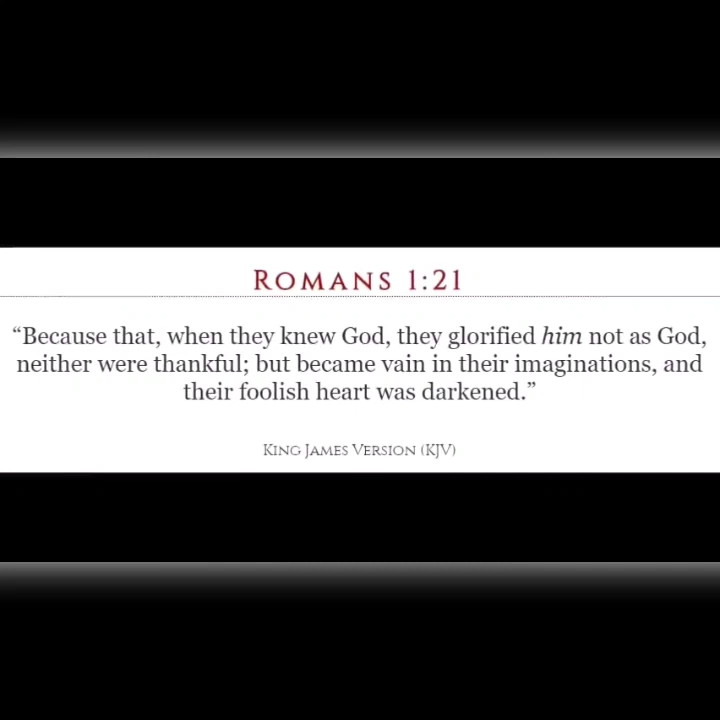 ROMANS 1:21
“Because that, when they knew God, they glorified him not as God,
neither were thankful; but became vain in their imaginations, and
their foolish heart was darkened.”
KING JAMES VERSION (KJV)